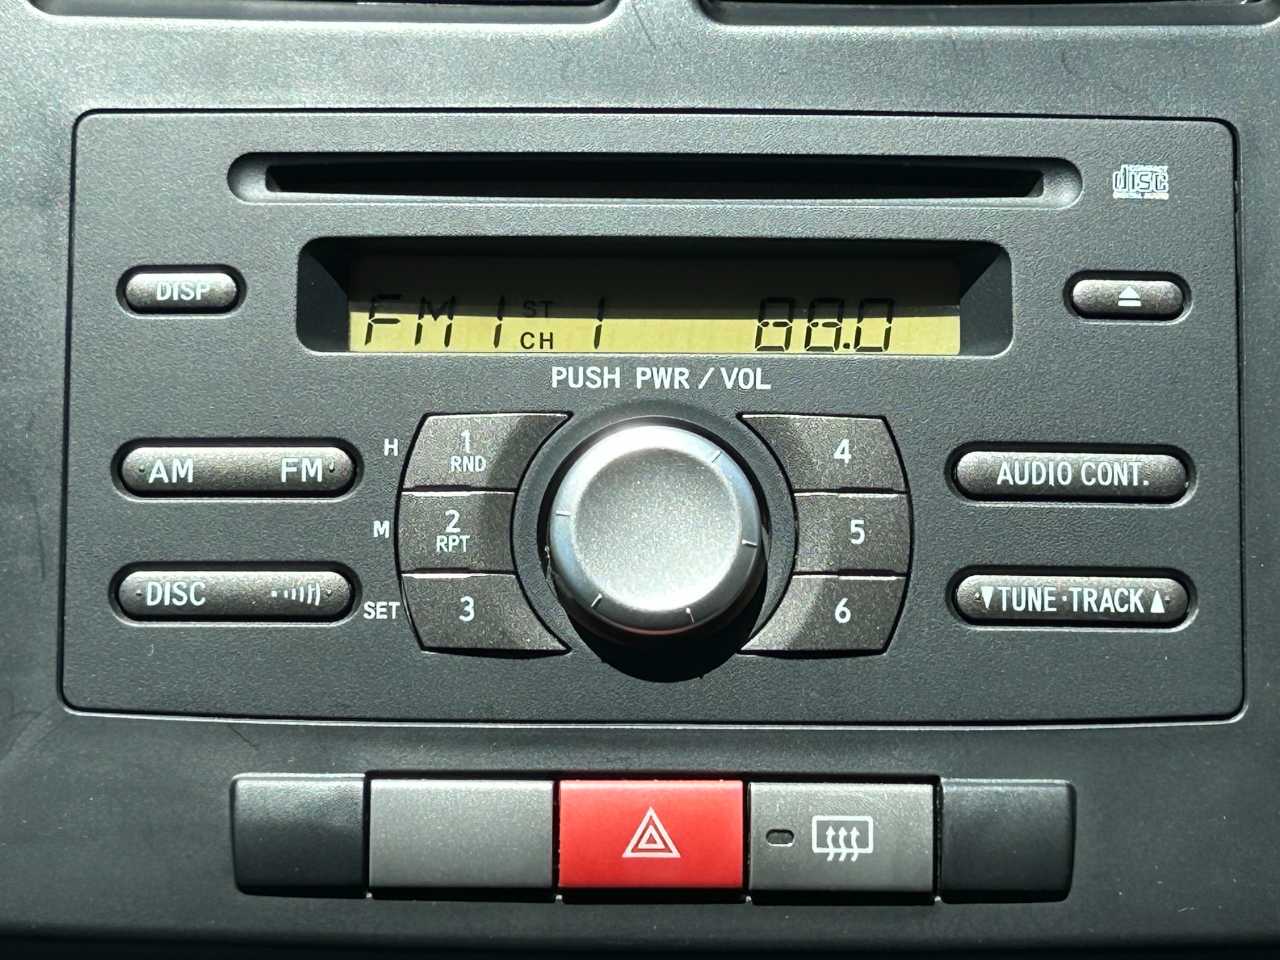 disc
DISP
FM1 ST CH 1 88.0
PUSH PWR / VOL
AM FM
H
1 RND
4
AUDIO CONT.
M
2 RPT
5
DISC
SET
3
6
▼TUNE·TRACK▲